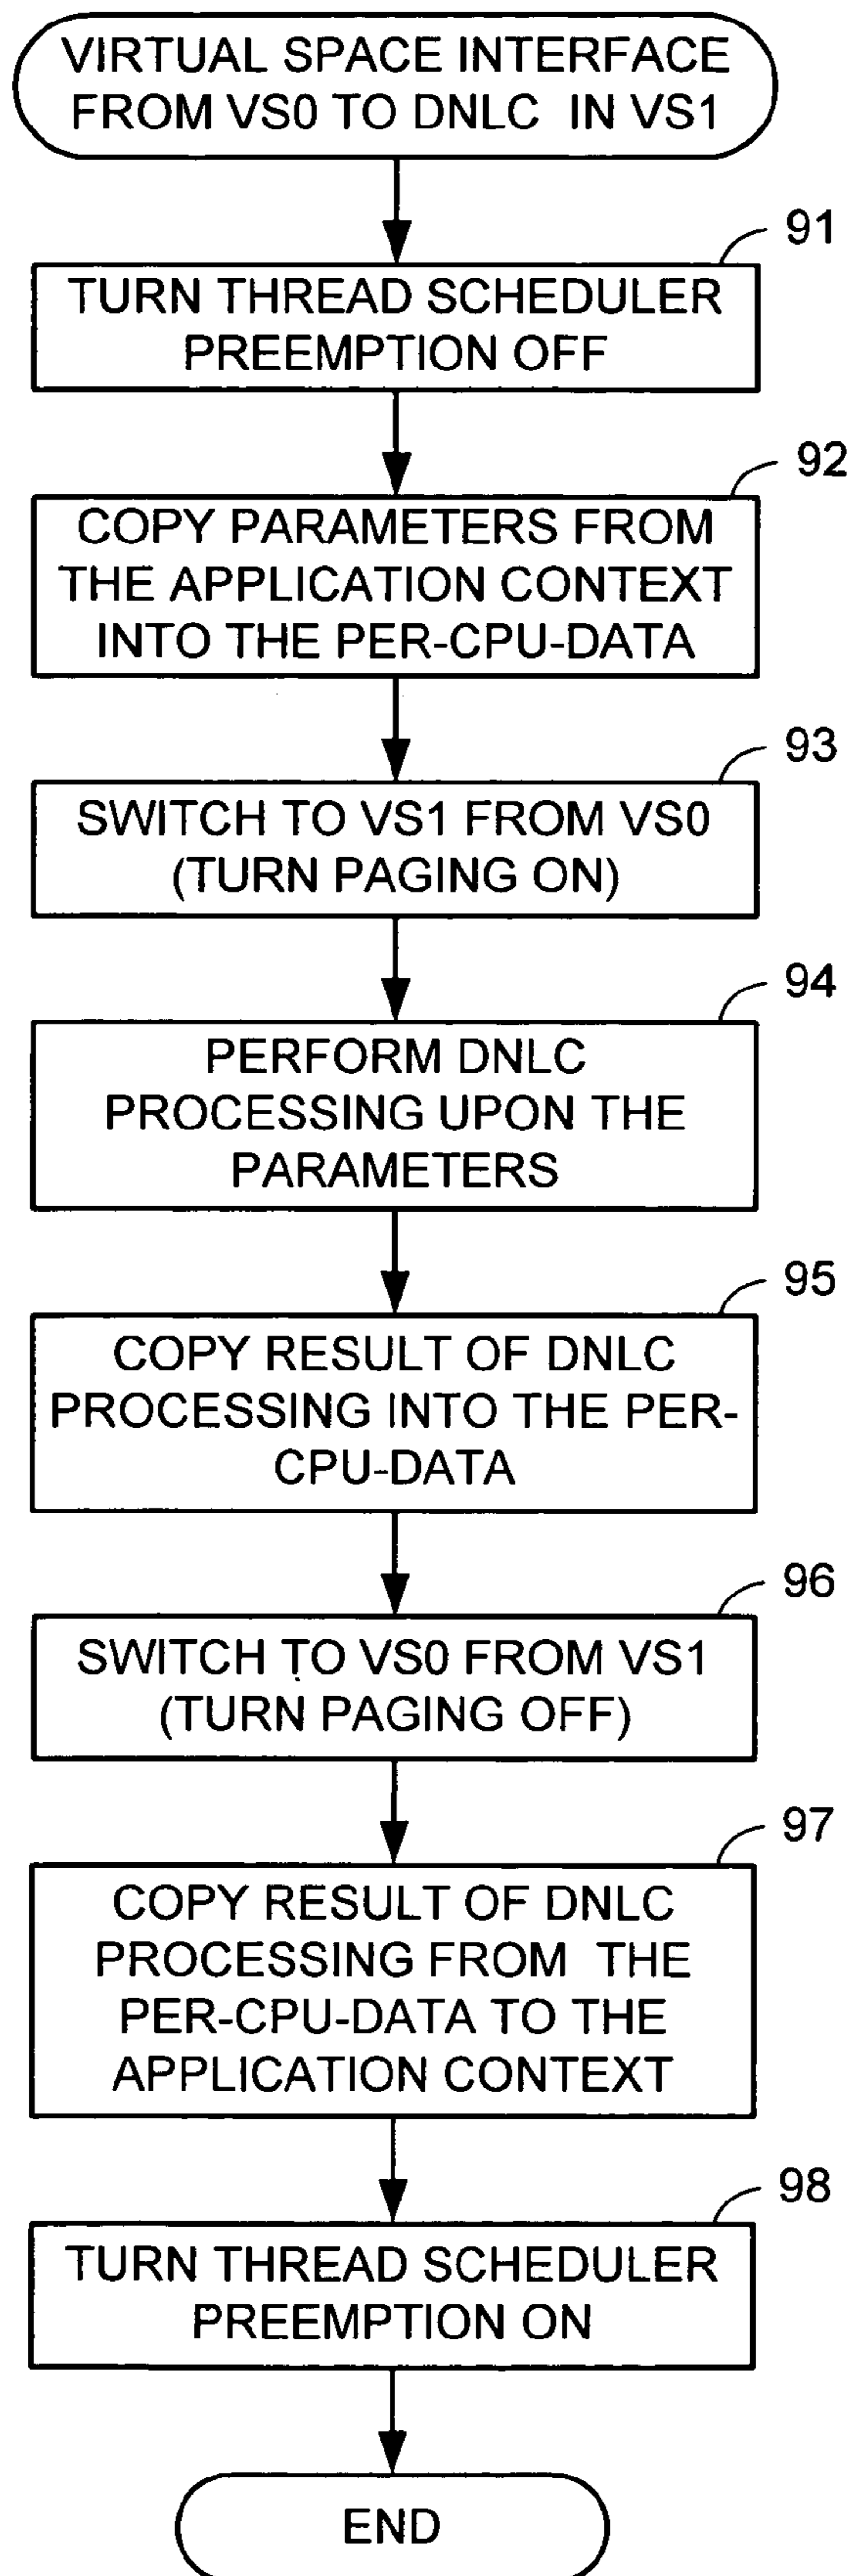 VIRTUAL SPACE INTERFACE
FROM VS0 TO DNLC IN VS1
91
TURN THREAD SCHEDULER
PREEMPTION OFF
92
COPY PARAMETERS FROM
THE APPLICATION CONTEXT
INTO THE PER-CPU-DATA
93
SWITCH TO VS1 FROM VS0
(TURN PAGING ON)
94
PERFORM DNLC
PROCESSING UPON THE
PARAMETERS
95
COPY RESULT OF DNLC
PROCESSING INTO THE PER-
CPU-DATA
96
SWITCH TO VS0 FROM VS1
(TURN PAGING OFF)
97
COPY RESULT OF DNLC
PROCESSING FROM THE
PER-CPU-DATA TO THE
APPLICATION CONTEXT
98
TURN THREAD SCHEDULER
PREEMPTION ON
END